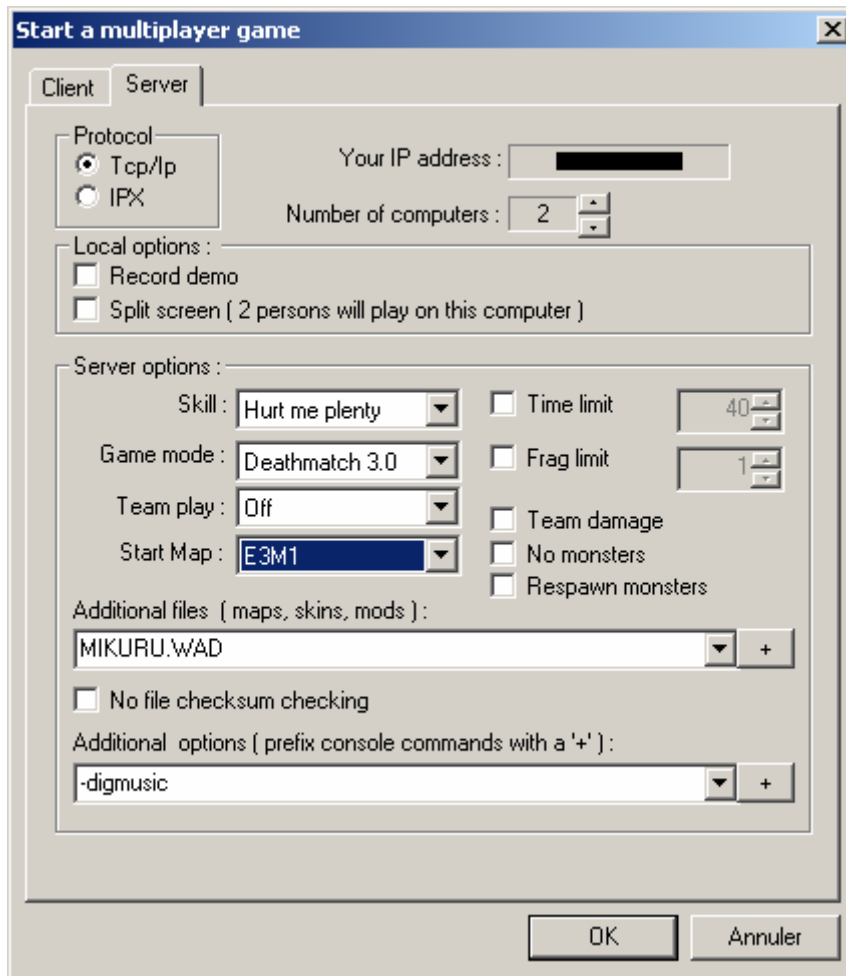 Start a multiplayer game
Client Server
Protocol
Tcp/Ip
IPX
Your IP address :
Number of computers : 2
Local options :
Record demo
Split screen ( 2 persons will play on this computer )
Server options :
Skill : Hurt me plenty
Time limit 40
Game mode : Deathmatch 3.0
Frag limit 1
Team play : Off
Team damage
Start Map : E3M1
No monsters
Respawn monsters
Additional files ( maps, skins, mods ) :
MIKURU.WAD +
No file checksum checking
Additional options ( prefix console commands with a '+' ) :
-digmusic +
OK Annuler